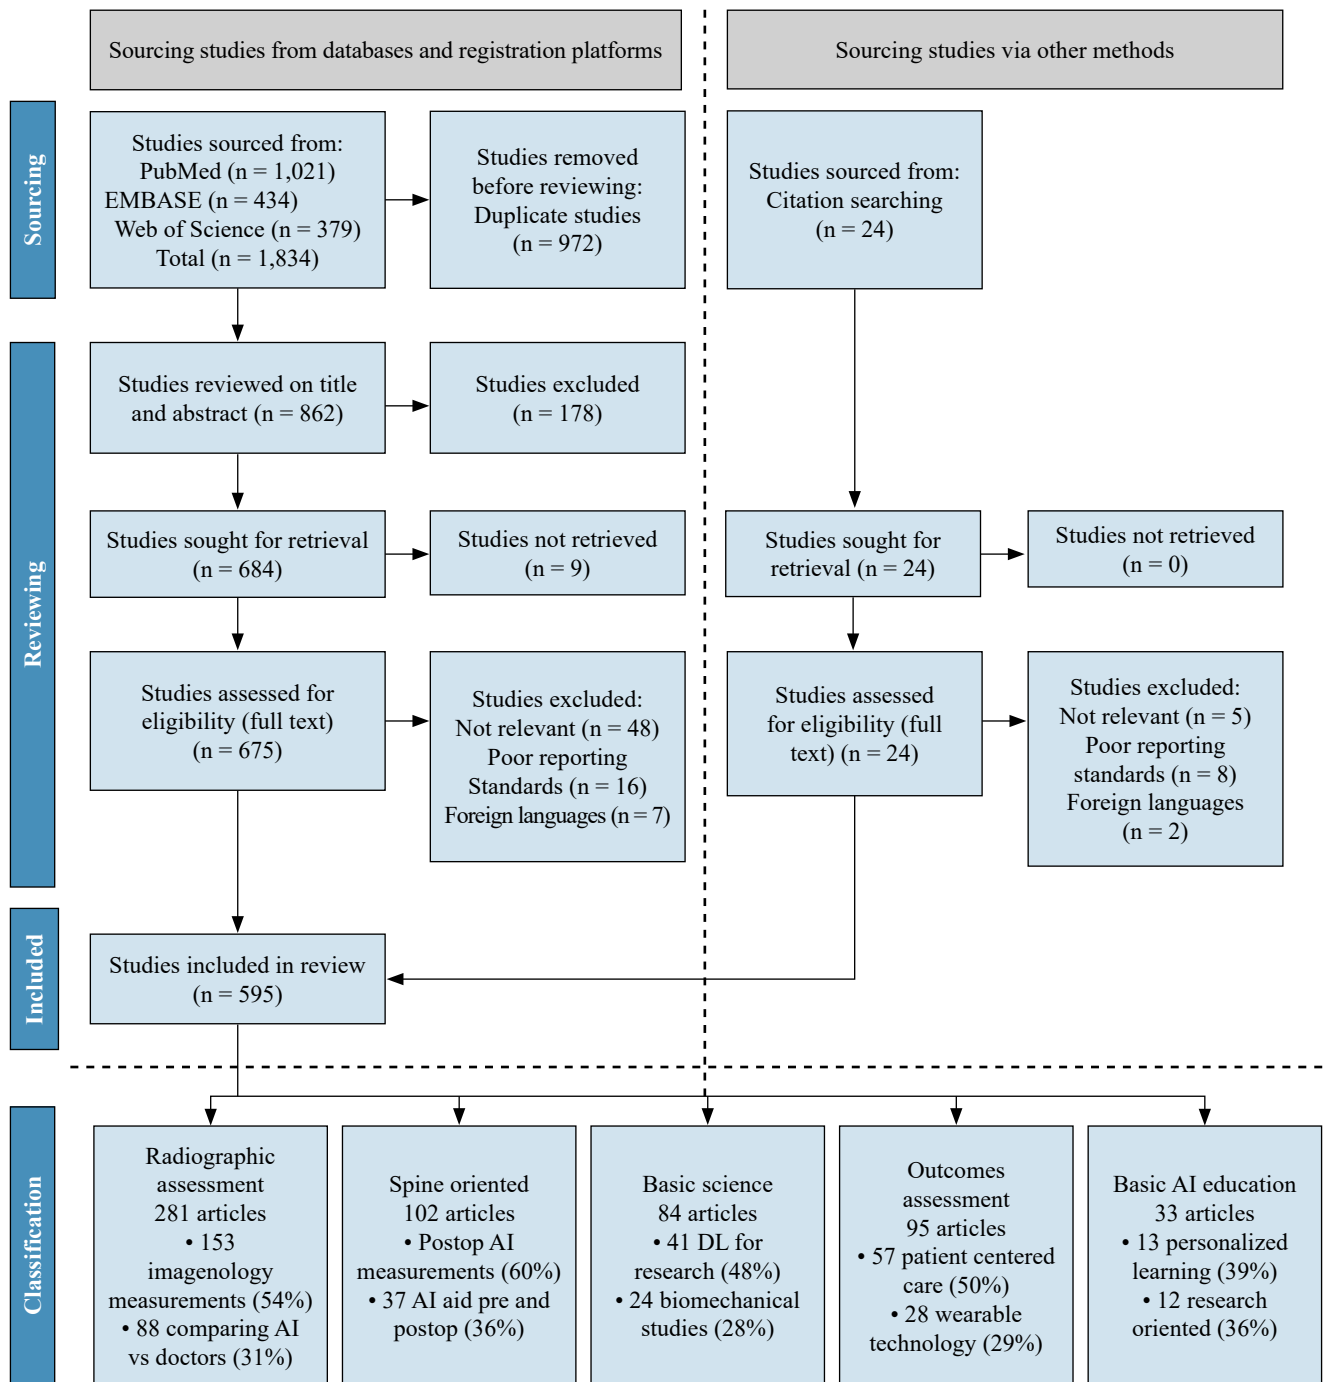 Sourcing studies from databases and registration platforms
Sourcing studies via other methods
Sourcing
Studies sourced from:
PubMed (n = 1,021)
EMBASE (n = 434)
Web of Science (n = 379)
Total (n = 1,834)
Studies removed
before reviewing:
Duplicate studies
(n = 972)
Studies sourced from:
Citation searching
(n = 24)
Reviewing
Studies reviewed on title
and abstract (n = 862)
Studies excluded
(n = 178)
Studies sought for retrieval
(n = 684)
Studies not retrieved
(n = 9)
Studies sought for
retrieval (n = 24)
Studies not retrieved
(n = 0)
Studies assessed for
eligibility (full text)
(n = 675)
Studies excluded:
Not relevant (n = 48)
Poor reporting
Standards (n = 16)
Foreign languages (n = 7)
Studies assessed
for eligibility (full
text) (n = 24)
Studies excluded:
Not relevant (n = 5)
Poor reporting
standards (n = 8)
Foreign languages
(n = 2)
Included
Studies included in review
(n = 595)
Classification
Radiographic
assessment
281 articles
• 153
imagenology
measurements (54%)
• 88 comparing AI
vs doctors (31%)
Spine oriented
102 articles
• Postop AI
measurements (60%)
• 37 AI aid pre and
postop (36%)
Basic science
84 articles
• 41 DL for
research (48%)
• 24 biomechanical
studies (28%)
Outcomes
assessment
95 articles
• 57 patient centered
care (50%)
• 28 wearable
technology (29%)
Basic AI education
33 articles
• 13 personalized
learning (39%)
• 12 research
oriented (36%)